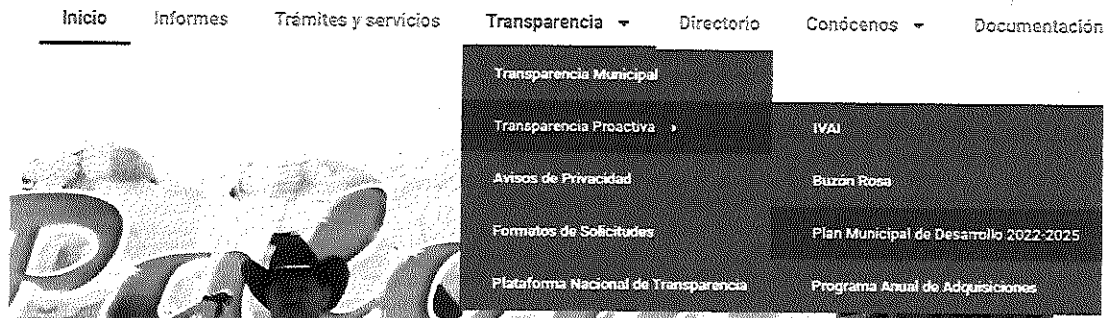 Inicio
Informes
Trámites y servicios
Transparencia
Directorio
Conócenos
Documentación
Transparencia Municipal
Transparencia Proactiva
Avisos de Privacidad
Formatos de Solicitudes
Plataforma Nacional de Transparencia
IVAI
Buzón Rosa
Plan Municipal de Desarrollo 2022-2025
Programa Anual de Adquisiciones